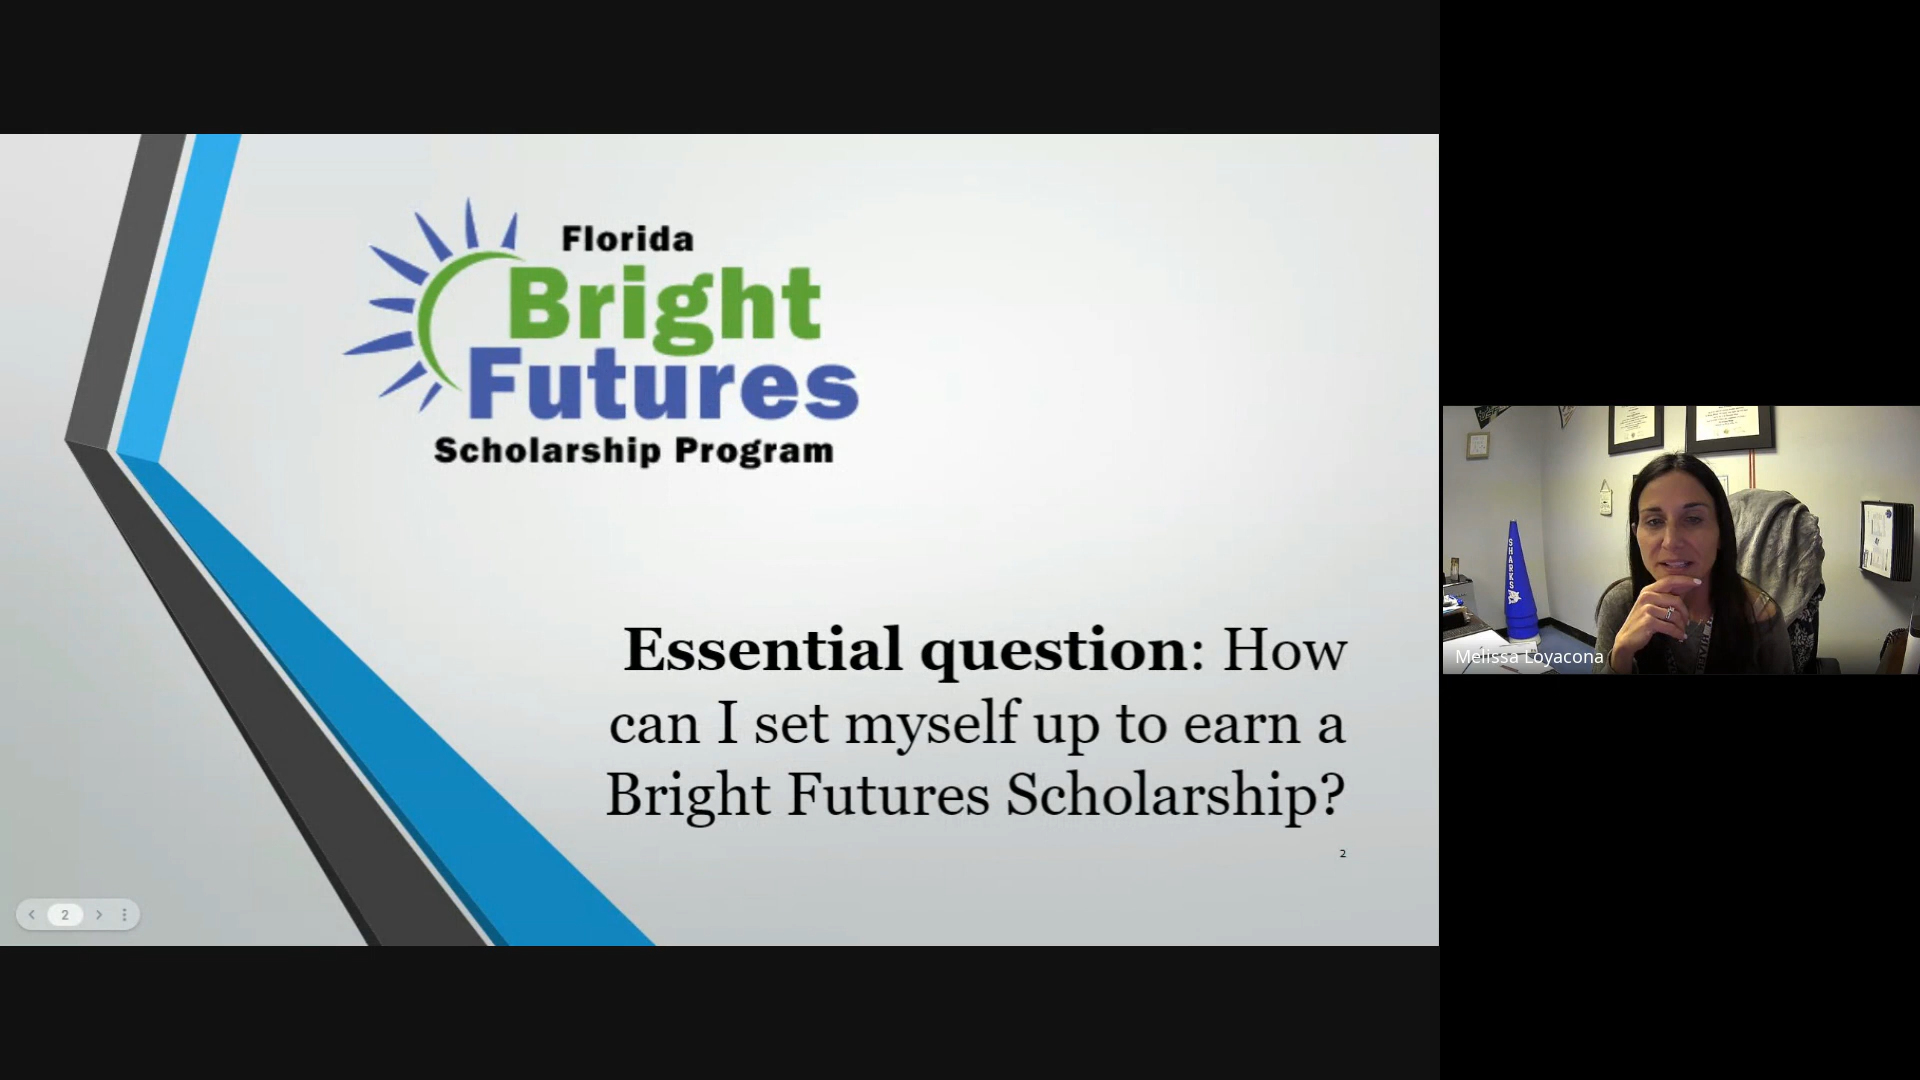 Florida
Bright
Futures
Scholarship Program
Essential question: How
can I set myself up to earn a
Bright Futures Scholarship?
2
2
SHARKS
Melissa Loyacona